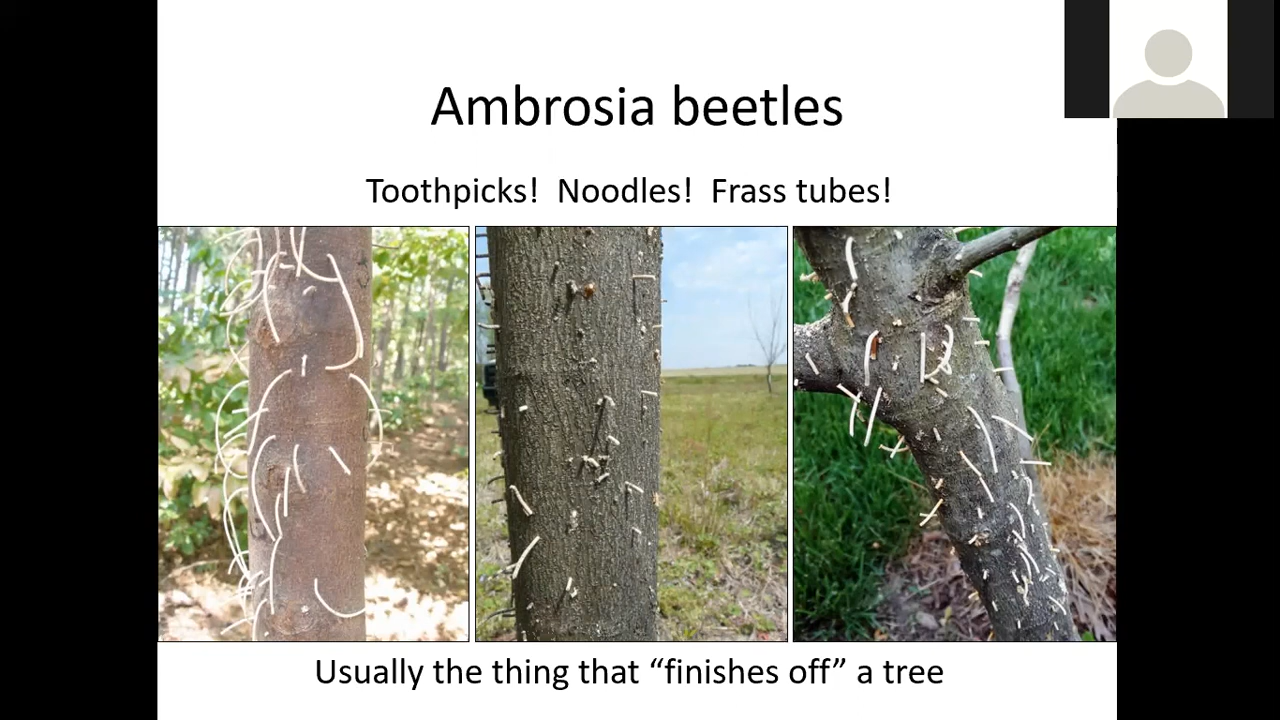 Ambrosia beetles
Toothpicks!  Noodles!  Frass tubes!
Usually the thing that “finishes off” a tree